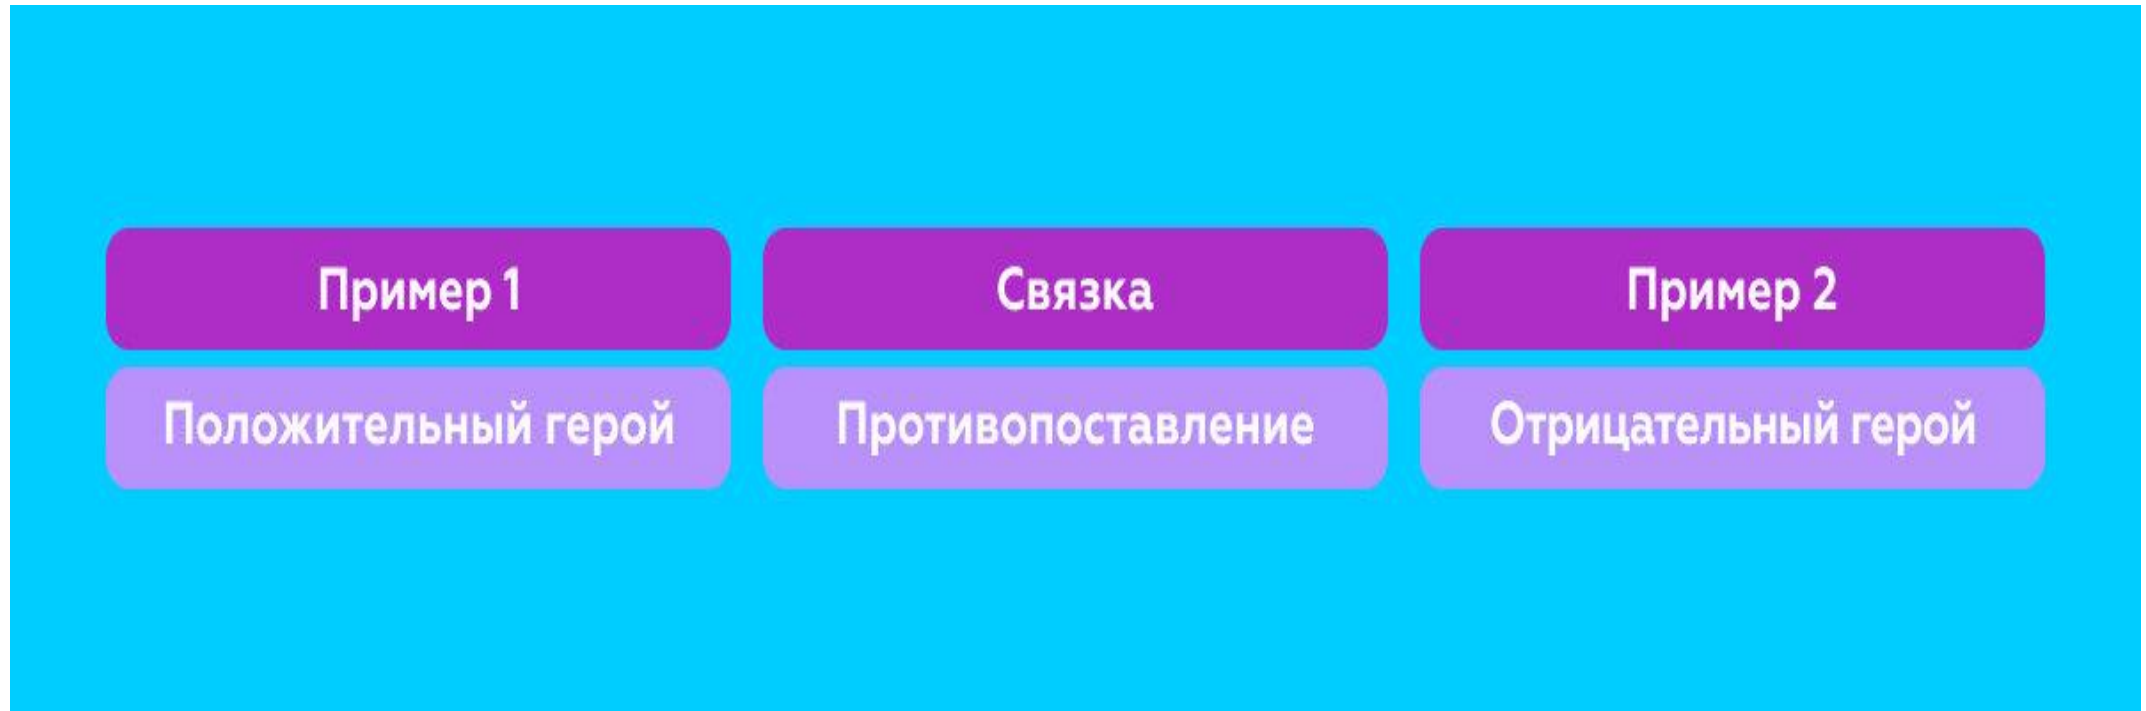 Пример 1
Связка
Пример 2
Положительный герой
Противопоставление
Отрицательный герой